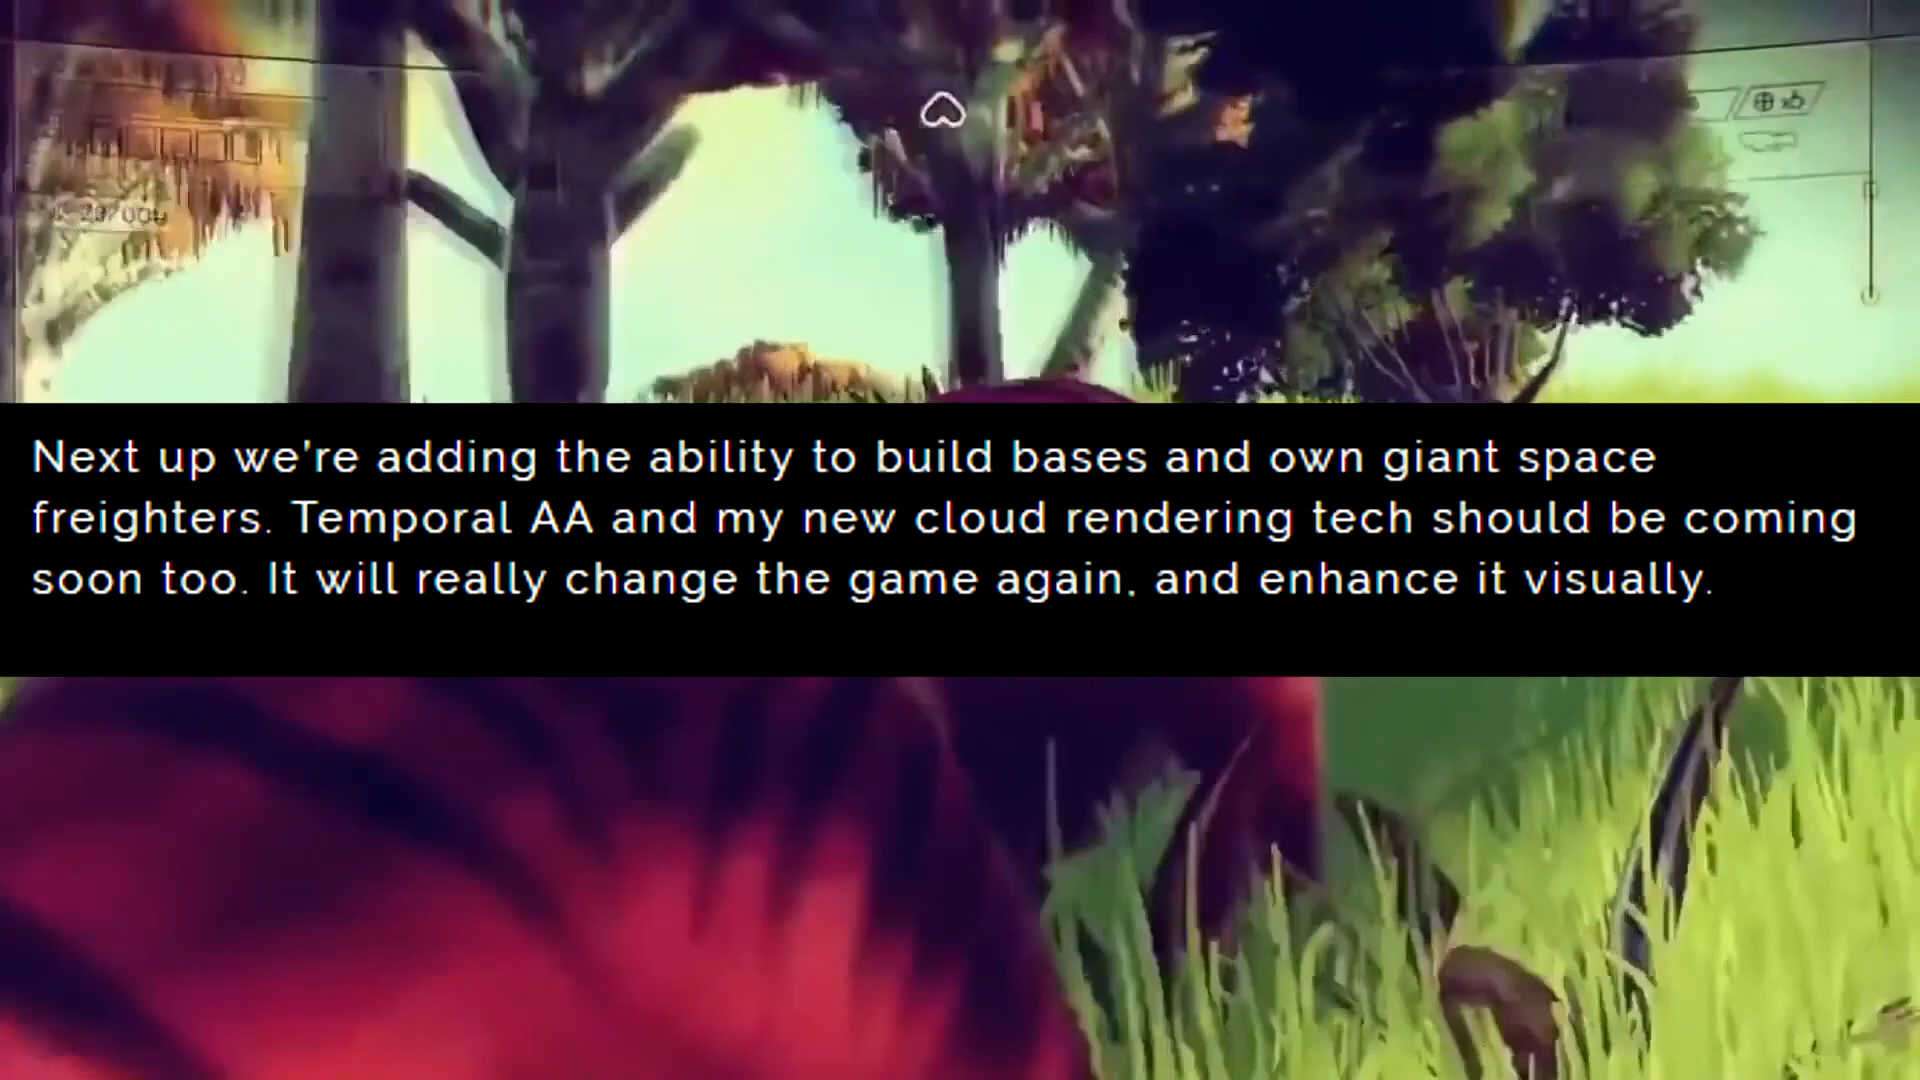 x5
Next up we're adding the ability to build bases and own giant space
freighters. Temporal AA and my new cloud rendering tech should be coming
soon too. It will really change the game again, and enhance it visually.